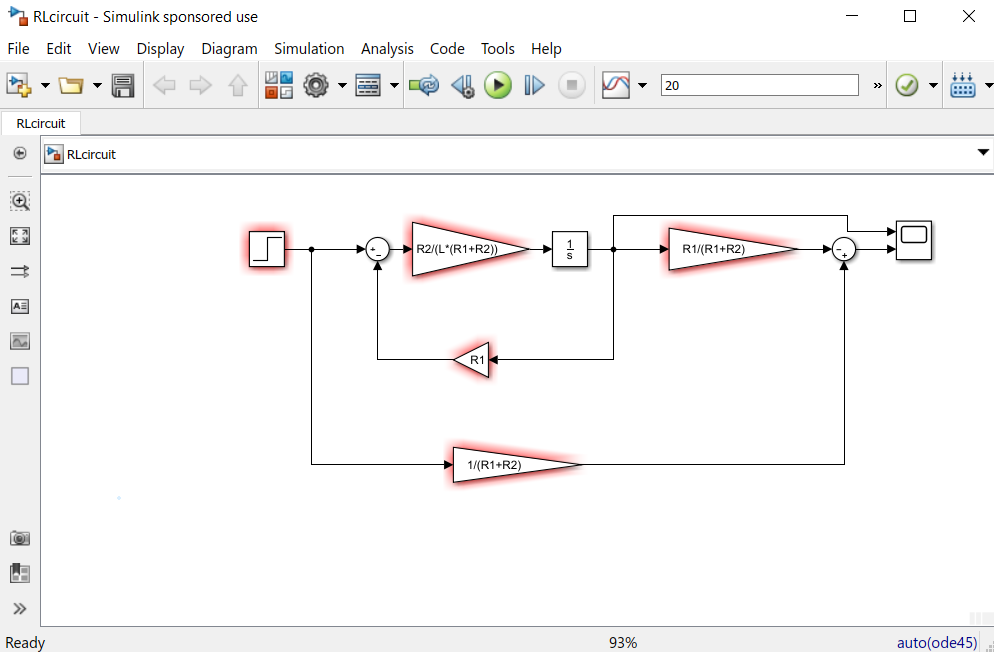 RLcircuit - Simulink sponsored use
File Edit View Display Diagram Simulation Analysis Code Tools Help
20 »
RLcircuit
RLcircuit
R2/(L*(R1+R2))
1
s
R1/(R1+R2)
R1
1/(R1+R2)
Ready 93% auto(ode45)